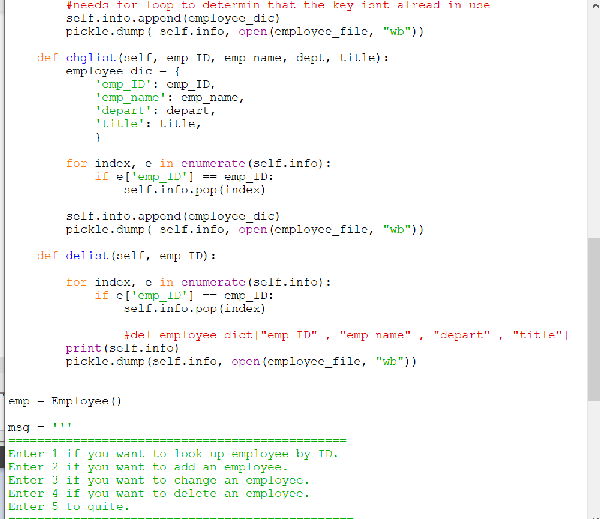 #needs for loop to determin that the key isnt alread in use
self.info.append(employee_dic)
pickle.dump( self.info, open(employee_file, "wb"))
def chglist(self, emp_ID, emp_name, dept, title):
employee_dic = {
'emp_ID': emp_ID,
'emp_name': emp_name,
'depart': depart,
'title': title,
}
for index, e in enumerate(self.info):
if e['emp_ID'] == emp_ID:
self.info.pop(index)
self.info.append(employee_dic)
pickle.dump( self.info, open(employee_file, "wb"))
def delist(self, emp_ID):
for index, e in enumerate(self.info):
if e['emp_ID'] == emp_ID:
self.info.pop(index)
#del employee_dict["emp_ID" , "emp_name" , "depart" , "title"]
print(self.info)
pickle.dump(self.info, open(employee_file, "wb"))
emp = Employee()
msg = '''
================================================
Enter 1 if you want to look up employee by ID.
Enter 2 if you want to add an employee.
Enter 3 if you want to change an employee.
Enter 4 if you want to delete an employee.
Enter 5 to quite.
================================================